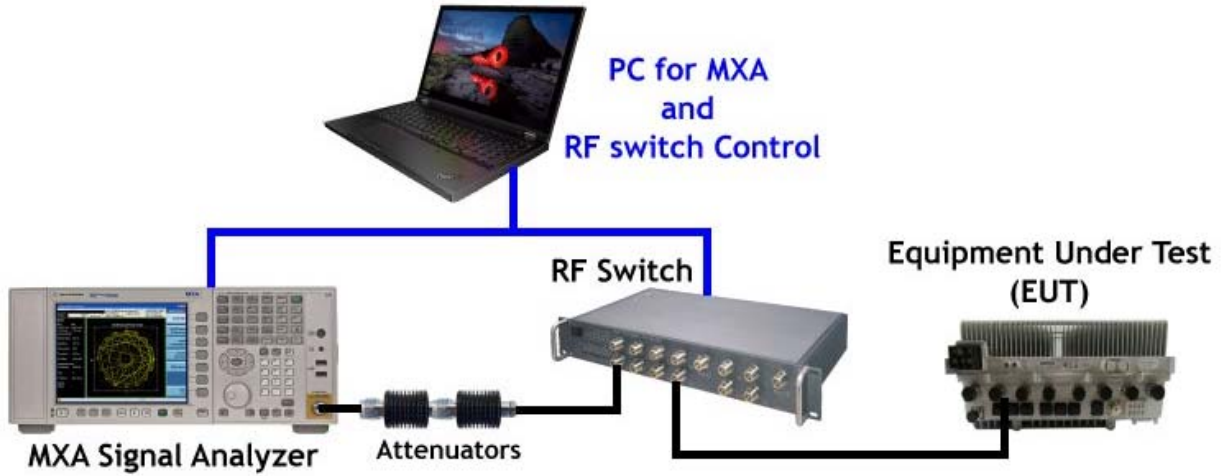 PC for MXA
and
RF switch Control
RF Switch
Equipment Under Test
(EUT)
MXA Signal Analyzer
Attenuators